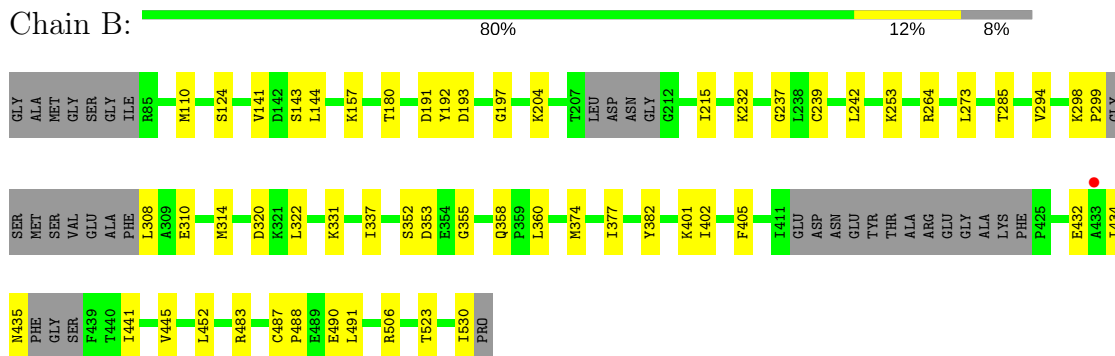 Chain B:
80% 12% 8%
GLY ALA MET GLY SER GLY ILE R85 M110 S124 V141 D142 S143 L144 K157 T180 D191 Y192 D193 G197 K204 T207 LEU ASP ASN GLY G212 I215 K232 G237 L238 C239 L242 K253 R264 L273 T285 V294 K298 P299 GLY
SER MET SER VAL GLU ALA PHE L308 A309 E310 M314 D320 K321 L322 K331 I337 S352 D353 E354 G355 Q358 P359 L360 M374 I377 Y382 K401 I402 F405 I411 GLU ASP ASN GLU TYR THR ALA ARG GLU GLY ALA LYS PHE P425 E432 A433 I434
N435 PHE GLY SER F439 T440 I441 V445 L452 R483 C487 P488 E489 E490 L491 R506 T523 I530 PRO